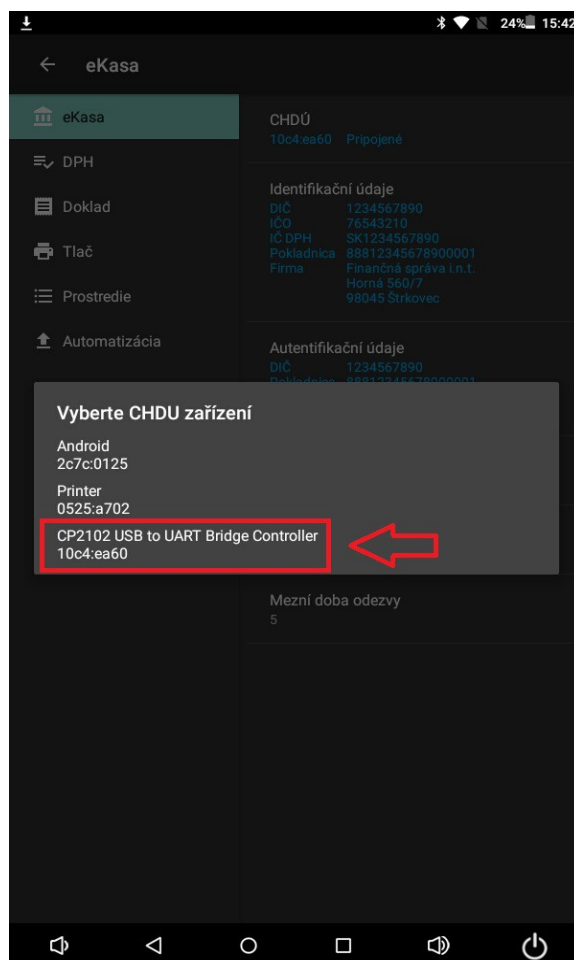 24% 15:42
eKasa
eKasa
DPH
Doklad
Tlač
Prostredie
Automatizácia
CHDÚ
10c4:ea60 Pripojené
Identifikační údaje
DIČ 1234567890
IČO 76543210
IČ DPH SK1234567890
Pokladnica 88812345678900001
Firma Finančná správa i.n.t.
Horná 560/7
98045 Štrkovec
Autentifikační údaje
DIČ 1234567890
Pokladnica 88812345678900001
Vyberte CHDU zařízení
Android
2c7c:0125
Printer
0525:a702
CP2102 USB to UART Bridge Controller
10c4:ea60
Mezní doba odezvy
5